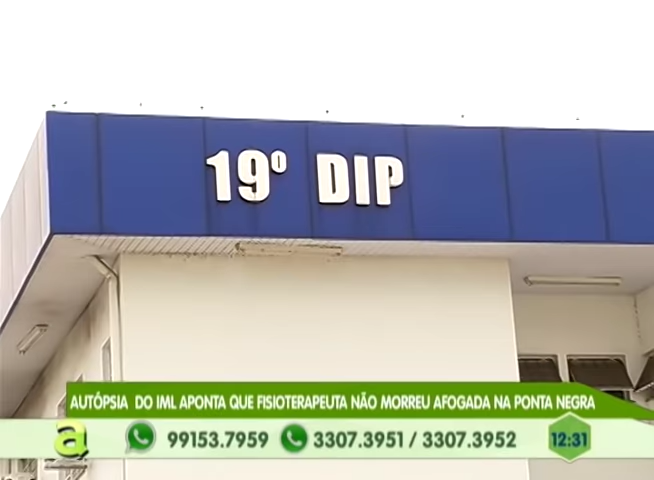 19º DIP
AUTÓPSIA DO IML APONTA QUE FISIOTERAPEUTA NÃO MORREU AFOGADA NA PONTA NEGRA
a 99153.7959 3307.3951 / 3307.3952 12:31